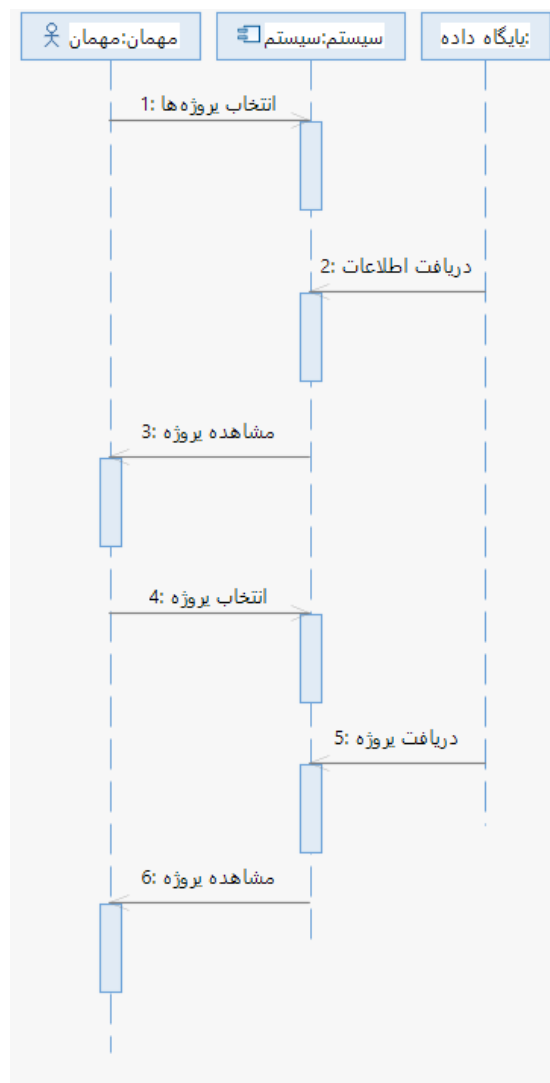 مهمان:مهمان
سیستم:سیستم
:پایگاه داده
1: انتخاب پروژه‌ها
2: دریافت اطلاعات
3: مشاهده پروژه
4: انتخاب پروژه
5: دریافت پروژه
6: مشاهده پروژه